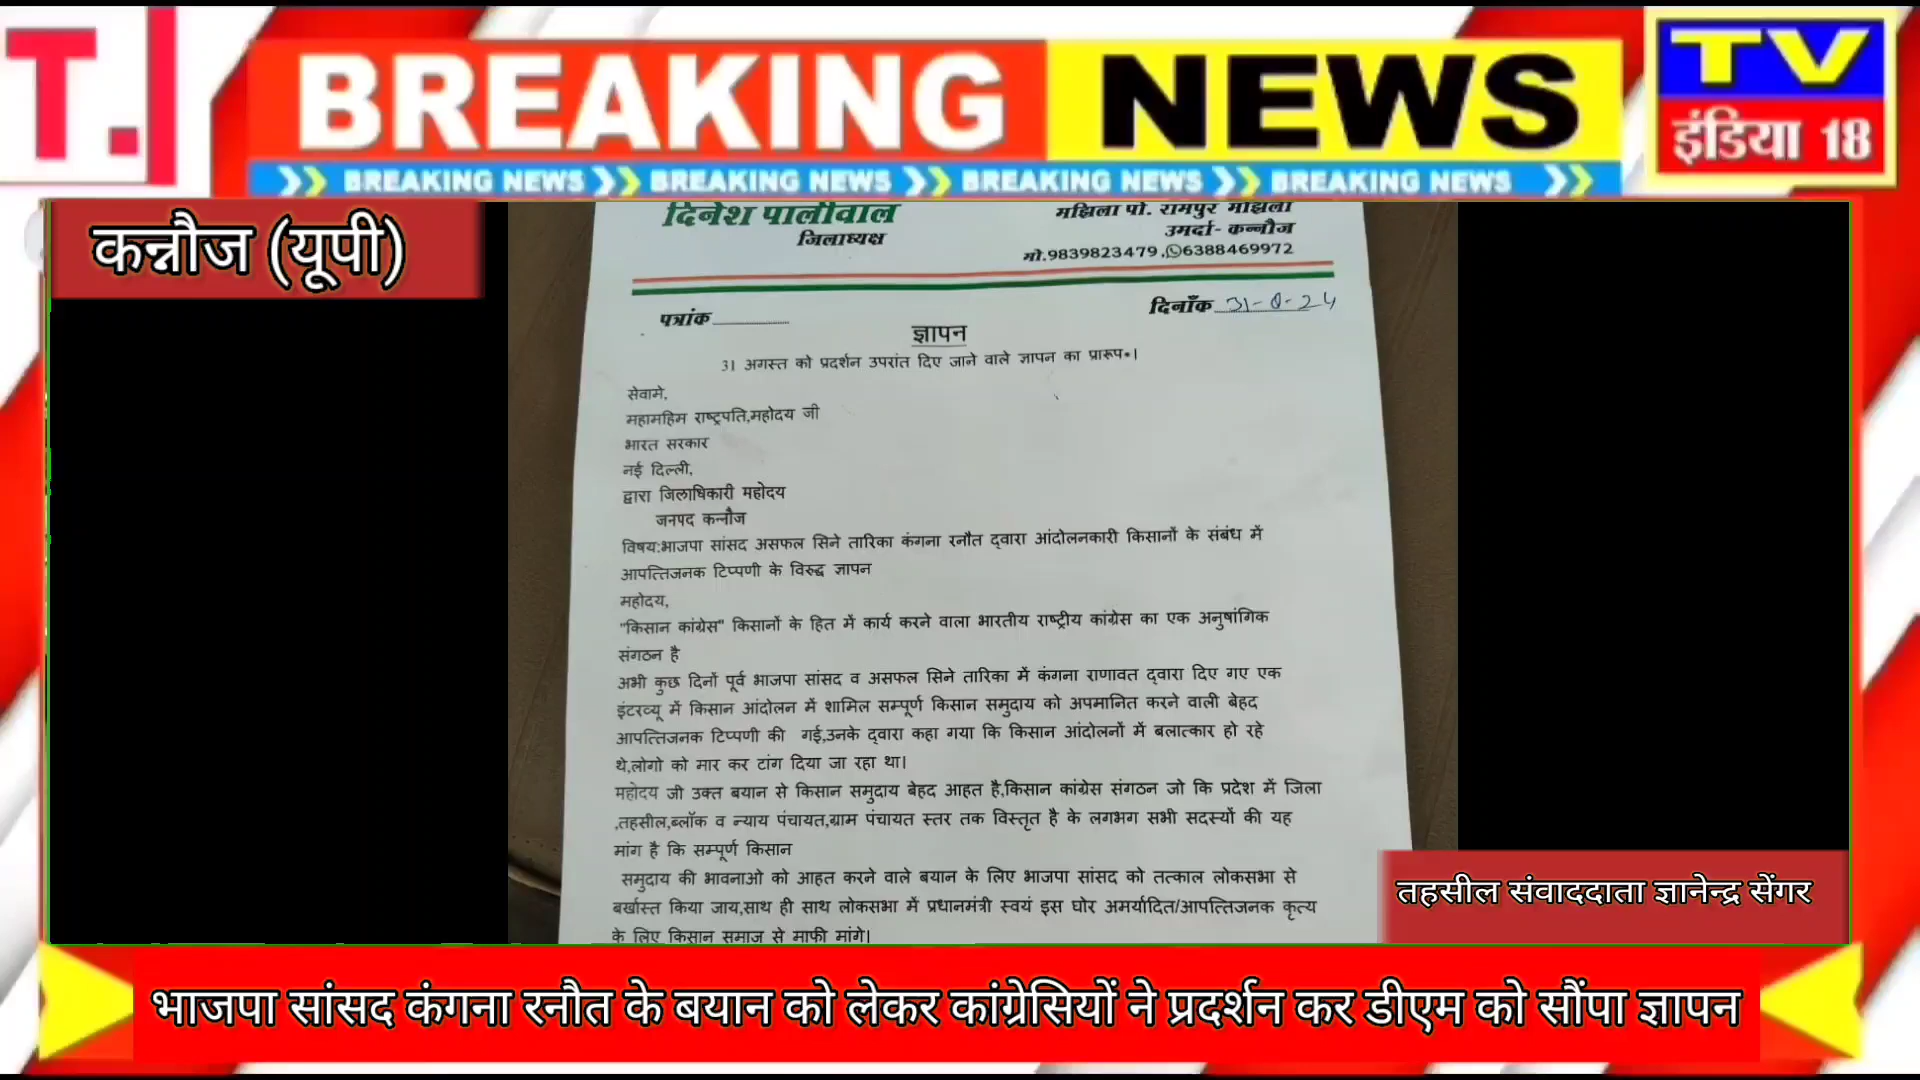 T.
BREAKING NEWS
TV
इंडिया 18
BREAKING NEWS BREAKING NEWS BREAKING NEWS BREAKING NEWS
कन्नौज (यूपी)
दिनेश पालीवाल
जिलाध्यक्ष
मझिला पो. रामपुर मझिला
उमर्दा- कन्नौज
मो.9839823479,6388469972
पत्रांक
दिनाँक 31-8-24
ज्ञापन
31 अगस्त को प्रदर्शन उपरांत दिए जाने वाले ज्ञापन का प्रारूप•।
सेवामे,
महामहिम राष्ट्रपति,महोदय जी
भारत सरकार
नई दिल्ली,
द्वारा जिलाधिकारी महोदय
जनपद कन्नौज
विषय:भाजपा सांसद असफल सिने तारिका कंगना रनौत द्वारा आंदोलनकारी किसानों के संबंध में
आपत्तिजनक टिप्पणी के विरुद्ध ज्ञापन
महोदय,
"किसान कांग्रेस" किसानों के हित में कार्य करने वाला भारतीय राष्ट्रीय कांग्रेस का एक अनुषांगिक
संगठन है
अभी कुछ दिनों पूर्व भाजपा सांसद व असफल सिने तारिका में कंगना राणावत द्वारा दिए गए एक
इंटरव्यू में किसान आंदोलन में शामिल सम्पूर्ण किसान समुदाय को अपमानित करने वाली बेहद
आपत्तिजनक टिप्पणी की गई,उनके द्वारा कहा गया कि किसान आंदोलनों में बलात्कार हो रहे
थे,लोगो को मार कर टांग दिया जा रहा था।
महोदय जी उक्त बयान से किसान समुदाय बेहद आहत है,किसान कांग्रेस संगठन जो कि प्रदेश में जिला
,तहसील,ब्लॉक व न्याय पंचायत,ग्राम पंचायत स्तर तक विस्तृत है के लगभग सभी सदस्यों की यह
मांग है कि सम्पूर्ण किसान
समुदाय की भावनाओ को आहत करने वाले बयान के लिए भाजपा सांसद को तत्काल लोकसभा से
बर्खास्त किया जाय,साथ ही साथ लोकसभा में प्रधानमंत्री स्वयं इस घोर अमर्यादित/आपत्तिजनक कृत्य
के लिए किसान समाज से माफी मांगे।
तहसील संवाददाता ज्ञानेन्द्र सेंगर
भाजपा सांसद कंगना रनौत के बयान को लेकर कांग्रेसियों ने प्रदर्शन कर डीएम को सौंपा ज्ञापन